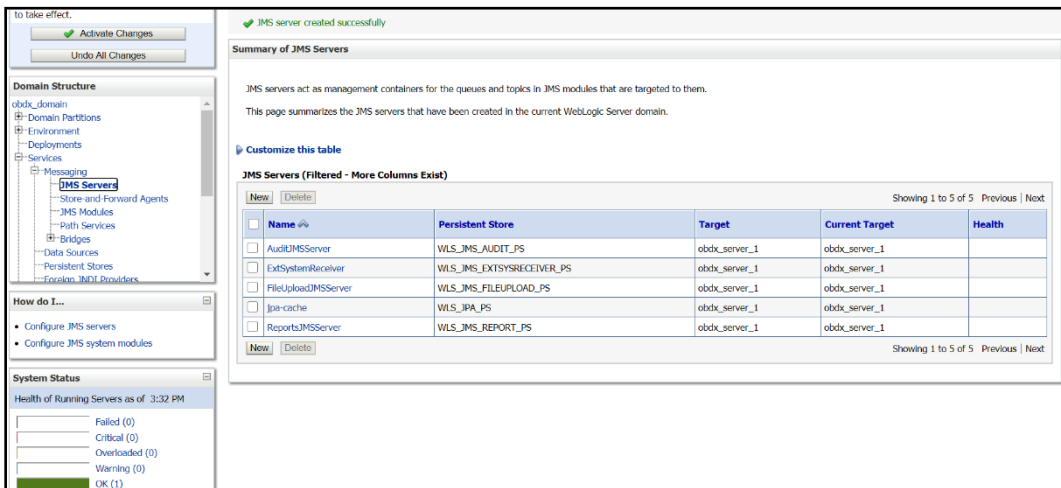 to take effect.
Activate Changes
Undo All Changes
Domain Structure
obdx_domain
Domain Partitions
Environment
Deployments
Services
Messaging
JMS Servers
Store-and-Forward Agents
JMS Modules
Path Services
Bridges
Data Sources
Persistent Stores
Foreign JNDI Providers
How do I...
Configure JMS servers
Configure JMS system modules
System Status
Health of Running Servers as of 3:32 PM
Failed (0)
Critical (0)
Overloaded (0)
Warning (0)
OK (1)
JMS server created successfully
Summary of JMS Servers
JMS servers act as management containers for the queues and topics in JMS modules that are targeted to them.
This page summarizes the JMS servers that have been created in the current WebLogic Server domain.
Customize this table
JMS Servers (Filtered - More Columns Exist)
New Delete Showing 1 to 5 of 5 Previous | Next
Name Persistent Store Target Current Target Health
AuditJMSServer WLS_JMS_AUDIT_PS obdx_server_1 obdx_server_1
ExtSystemReceiver WLS_JMS_EXTSYSRECEIVER_PS obdx_server_1 obdx_server_1
FileUploadJMSServer WLS_JMS_FILEUPLOAD_PS obdx_server_1 obdx_server_1
jpa-cache WLS_JPA_PS obdx_server_1 obdx_server_1
ReportsJMSServer WLS_JMS_REPORT_PS obdx_server_1 obdx_server_1
New Delete Showing 1 to 5 of 5 Previous | Next